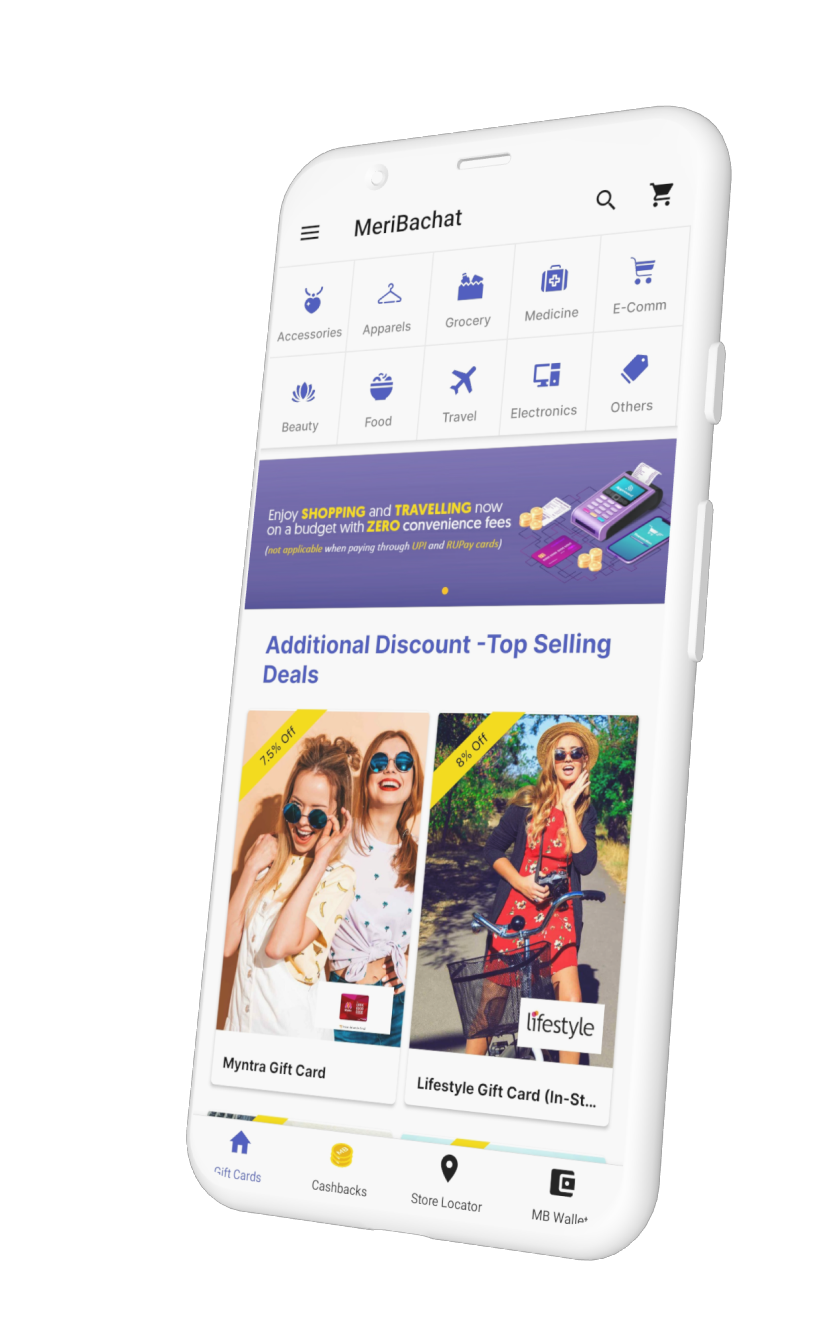 MeriBachat
Accessories
Apparels
Grocery
Medicine
E-Comm
Beauty
Food
Travel
Electronics
Others
Enjoy SHOPPING and TRAVELLING now
on a budget with ZERO convenience fees
(not applicable when paying through UPI and RUPay cards)
Additional Discount -Top Selling
Deals
7.5% Off
8% Off
lifestyle
Myntra Gift Card
Lifestyle Gift Card (In-St...
Gift Cards
Cashbacks
Store Locator
MB Wallet